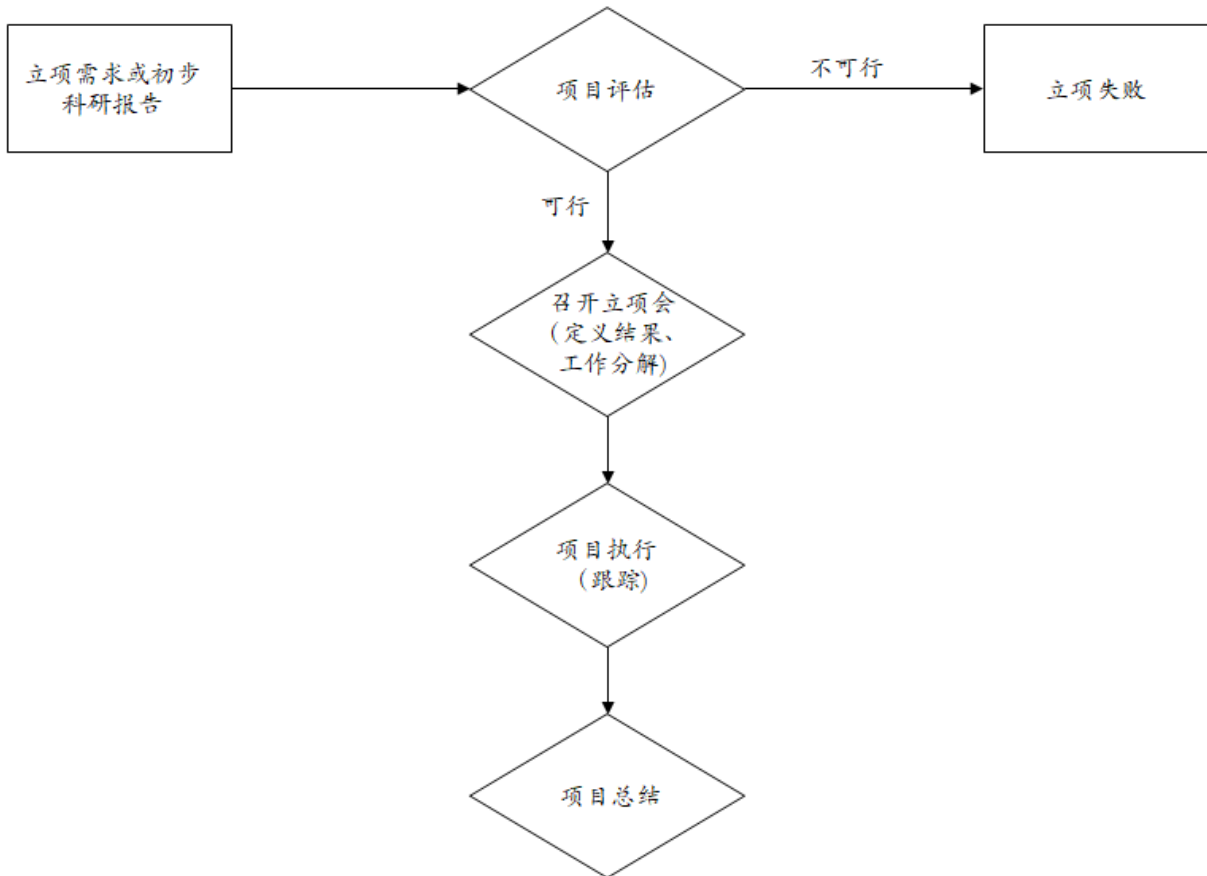 立项需求或初步
科研报告
项目评估
不可行
立项失败
可行
召开立项会
（定义结果、
工作分解)
项目执行
（跟踪)
项目总结